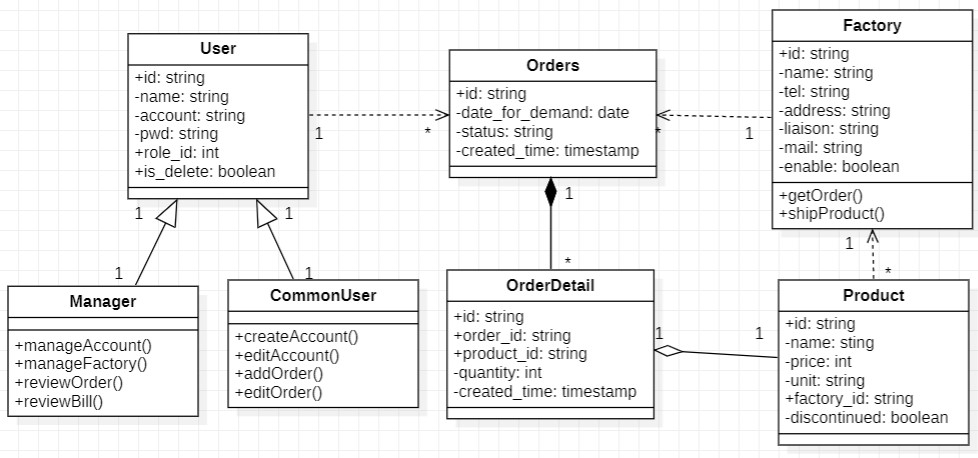 User
+id: string
-name: string
-account: string
-pwd: string
+role_id: int
+is_delete: boolean
1
*
Orders
+id: string
-date_for_demand: date
-status: string
-created_time: timestamp
*
1
Factory
+id: string
-name: string
-tel: string
-address: string
-liaison: string
-mail: string
-enable: boolean
+getOrder()
+shipProduct()
1
1
1
1
1
*
1
*
Manager
+manageAccount()
+manageFactory()
+reviewOrder()
+reviewBill()
CommonUser
+createAccount()
+editAccount()
+addOrder()
+editOrder()
OrderDetail
+id: string
+order_id: string
+product_id: string
-quantity: int
-created_time: timestamp
1
1
Product
+id: string
-name: sting
-price: int
-unit: string
+factory_id: string
-discontinued: boolean